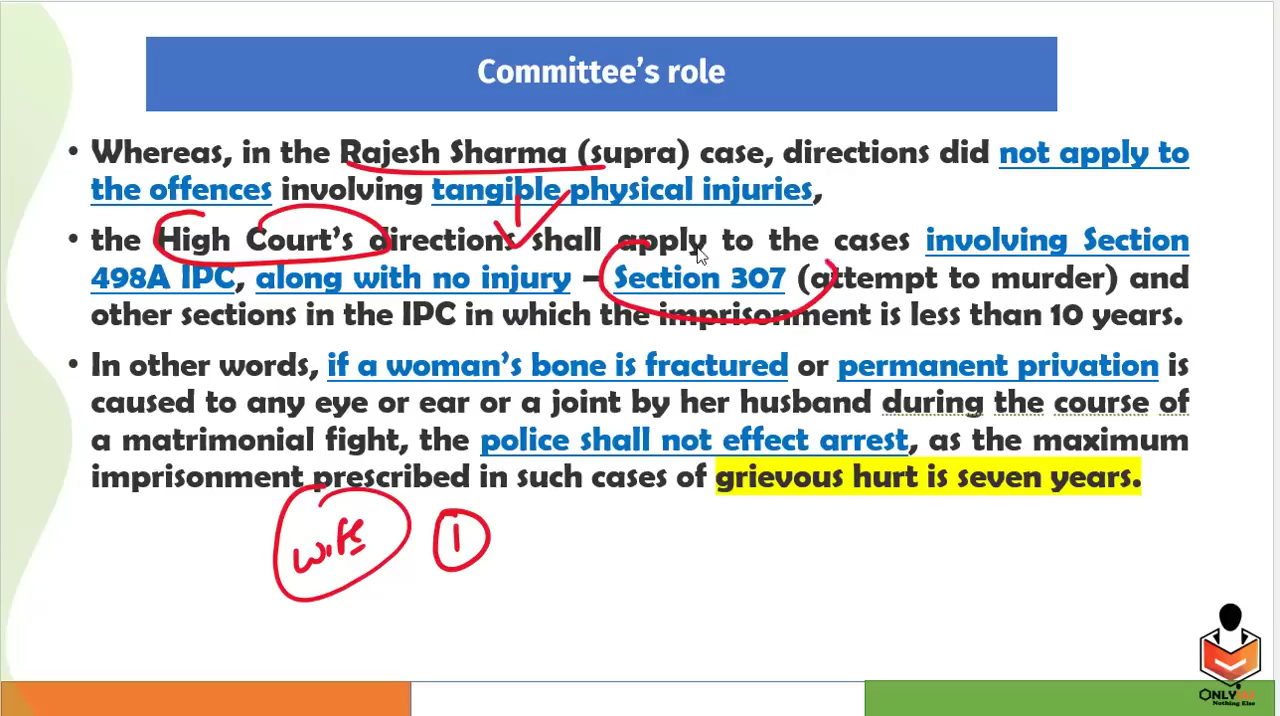 Committee's role
• Whereas, in the Rajesh Sharma (supra) case, directions did not apply to
the offences involving tangible physical injuries,
• the High Court's directions shall apply to the cases involving Section
498A IPC, along with no injury – Section 307 (attempt to murder) and
other sections in the IPC in which the imprisonment is less than 10 years.
• In other words, if a woman's bone is fractured or permanent privation is
caused to any eye or ear or a joint by her husband during the course of
a matrimonial fight, the police shall not effect arrest, as the maximum
imprisonment prescribed in such cases of grievous hurt is seven years.
wife 1
ONLY IAS
Nothing Else